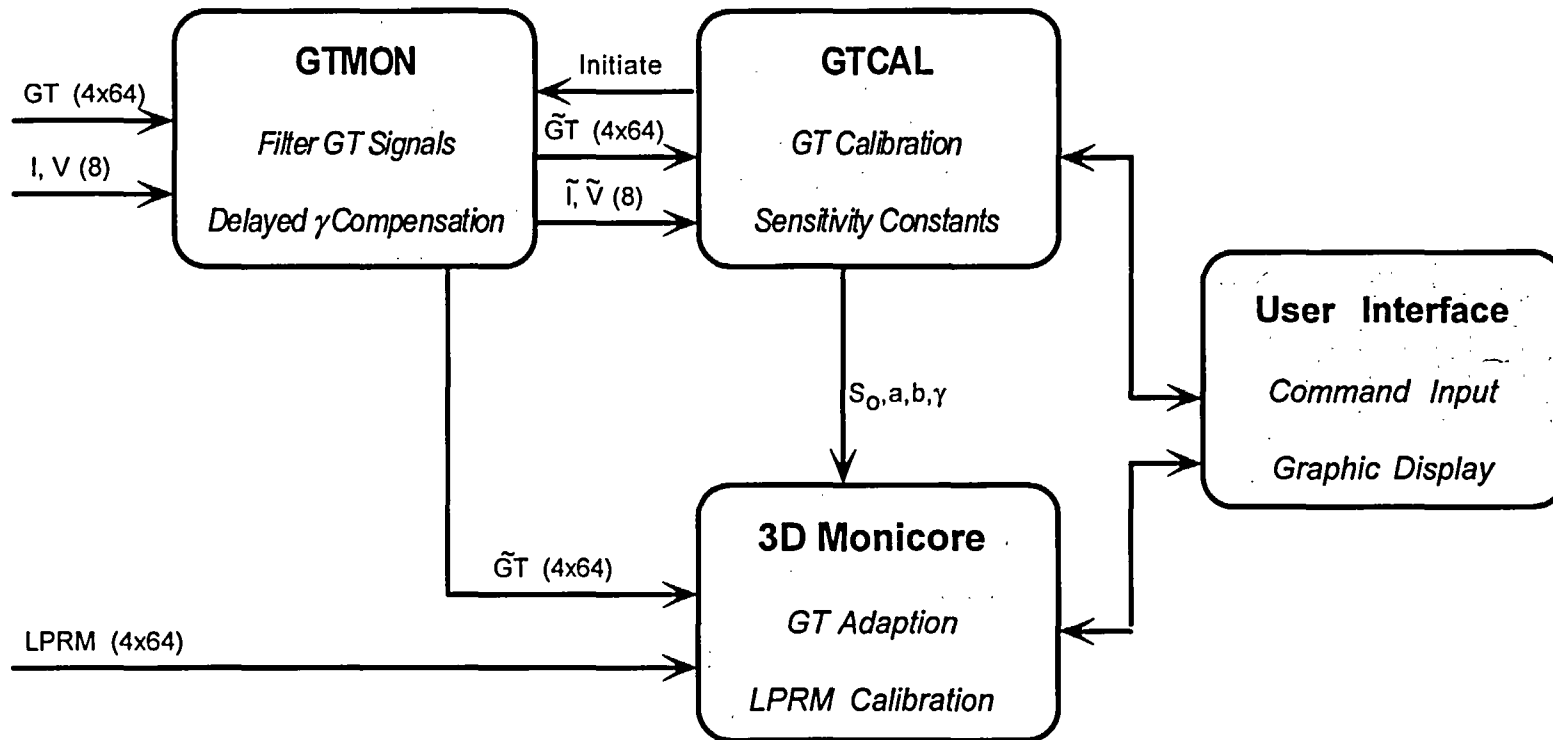 GTMON
Filter GT Signals
Delayed γ Compensation
GT (4x64)
I, V (8)
Initiate
G̃T (4x64)
Ĩ, Ṽ (8)
GTCAL
GT Calibration
Sensitivity Constants
User Interface
Command Input
Graphic Display
S₀,a,b,γ
3D Monicore
GT Adaption
LPRM Calibration
G̃T (4x64)
LPRM (4x64)